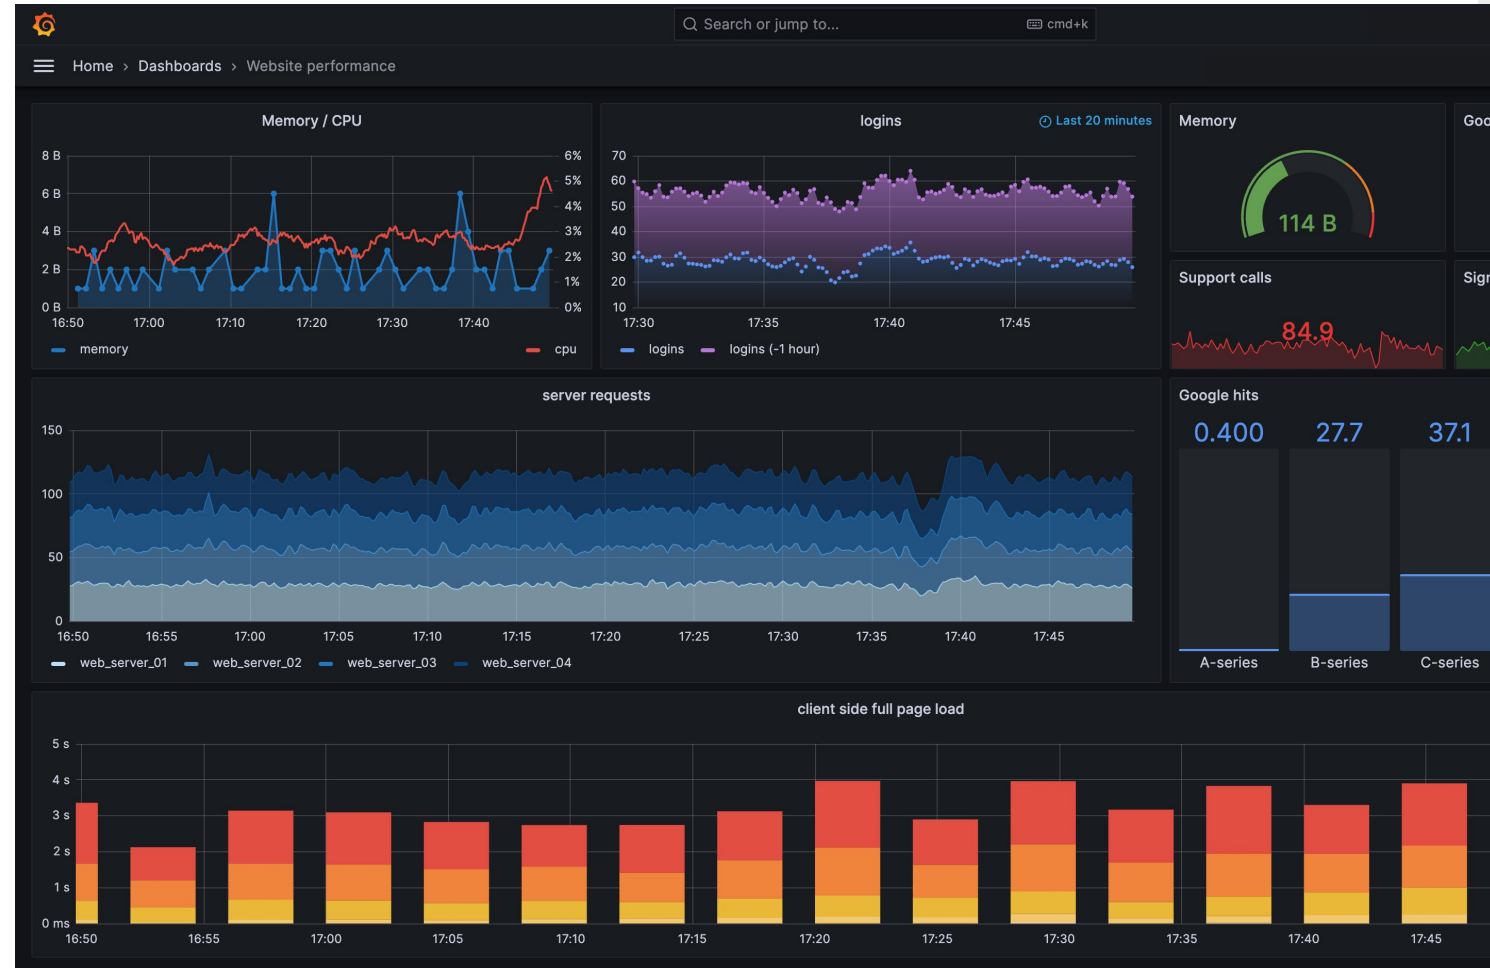 Search or jump to... cmd+k
Home › Dashboards › Website performance
Memory / CPU
8 B
6 B
4 B
2 B
0 B
6%
5%
4%
3%
2%
1%
0%
16:50 17:00 17:10 17:20 17:30 17:40
memory cpu
logins Last 20 minutes
70
60
50
40
30
20
10
17:30 17:35 17:40 17:45
logins logins (-1 hour)
Memory
114 B
Goo
Support calls
84.9
Sign
server requests
150
100
50
0
16:50 16:55 17:00 17:05 17:10 17:15 17:20 17:25 17:30 17:35 17:40 17:45
web_server_01 web_server_02 web_server_03 web_server_04
Google hits
0.400 27.7 37.1
A-series B-series C-series
client side full page load
5 s
4 s
3 s
2 s
1 s
0 ms
16:50 16:55 17:00 17:05 17:10 17:15 17:20 17:25 17:30 17:35 17:40 17:45